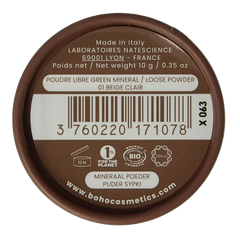 Made in Italy
LABORATOIRES NATESCIENCE
69001 LYON - FRANCE
Poids net / Net weight 10 g / 0.35 oz
POUDRE LIBRE GREEN MINERAL / LOOSE POWDER
01 BEIGE CLAIR
X 063
3 760220 171078
12 M
1% FOR THE PLANET
BIO
MINERAAL POEDER
PUDER SYPKI
www.bohocosmetics.com